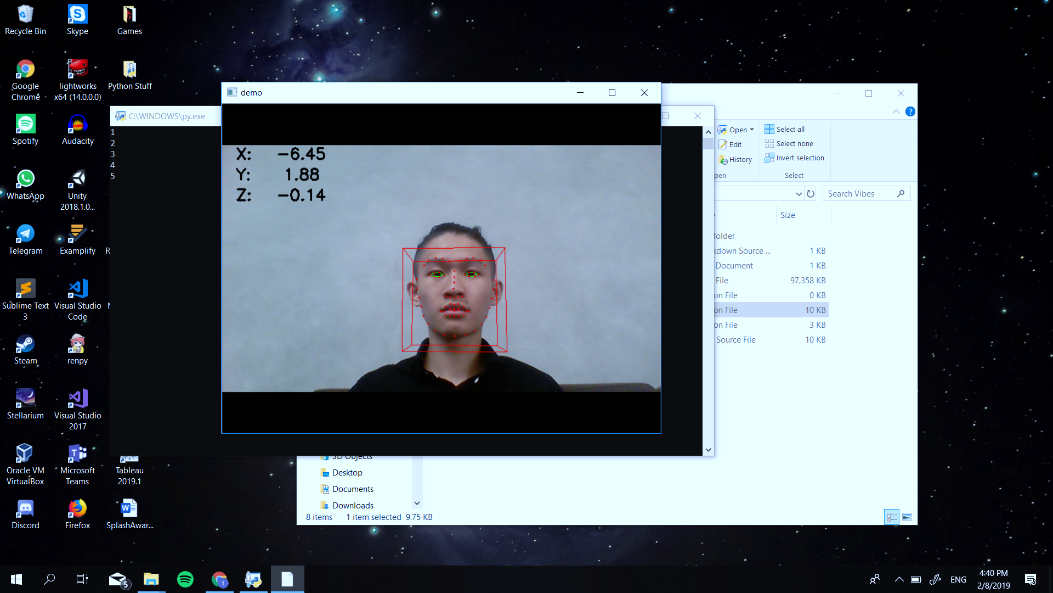 Recycle Bin
Skype
Games
Google Chrome
lightworks x64 (14.0.0.0)
Python Stuff
Spotify
Audacity
WhatsApp
Unity 2018.1.0...
Telegram
Examplify
R
Sublime Text 3
Visual Studio Code
Steam
renpy
Stellarium
Visual Studio 2017
Oracle VM VirtualBox
Microsoft Teams
Tableau 2019.1
Discord
Firefox
SplashAwar...
demo
X: -6.45
Y: 1.88
Z: -0.14
C:\WINDOWS\py.exe
1
2
3
4
5
Open
Edit
History
pen
Select all
Select none
Invert selection
Select
Search Vibes
Size
folder
kdown Source ... 1 KB
Document 1 KB
File 97,358 KB
on File 0 KB
on File 10 KB
on File 3 KB
Source File 10 KB
3D Objects
Desktop
Documents
Downloads
8 items 1 item selected 9.75 KB
5
ENG
4:40 PM
2/8/2019